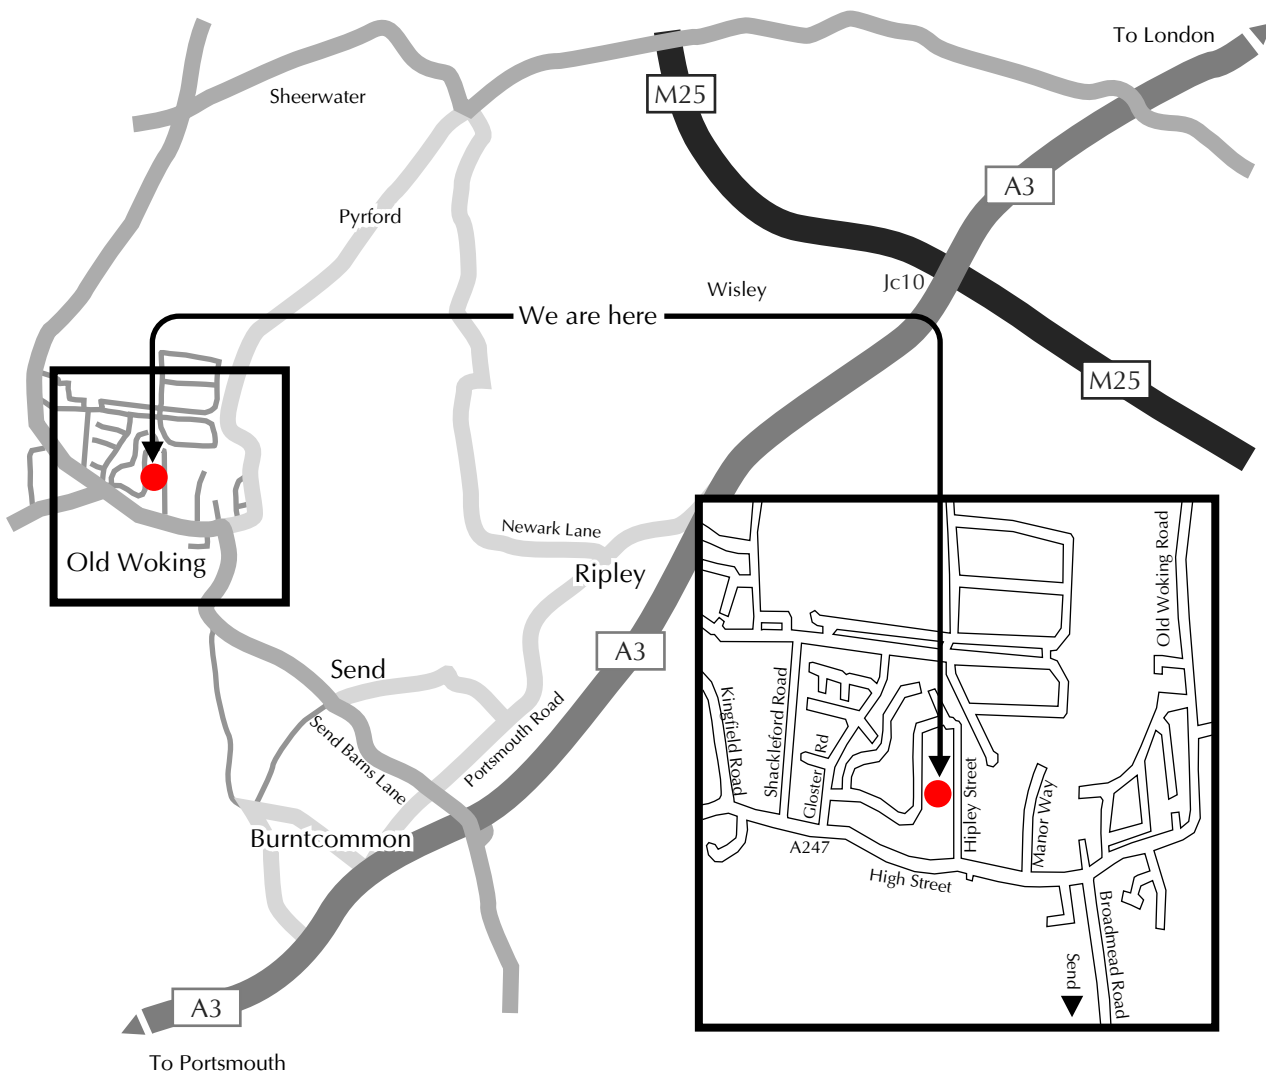 To London
Sheerwater
M25
A3
Pyrford
Jc10
Wisley
We are here
M25
Newark Lane
Old Woking
Ripley
Old Woking Road
A3
Send
Kingfield Road
Shackleford Road
Portsmouth Road
Send Barns Lane
Gloster Rd
Hipley Street
Manor Way
Burntcommon
A247
High Street
Broadmead Road
Send
A3
To Portsmouth